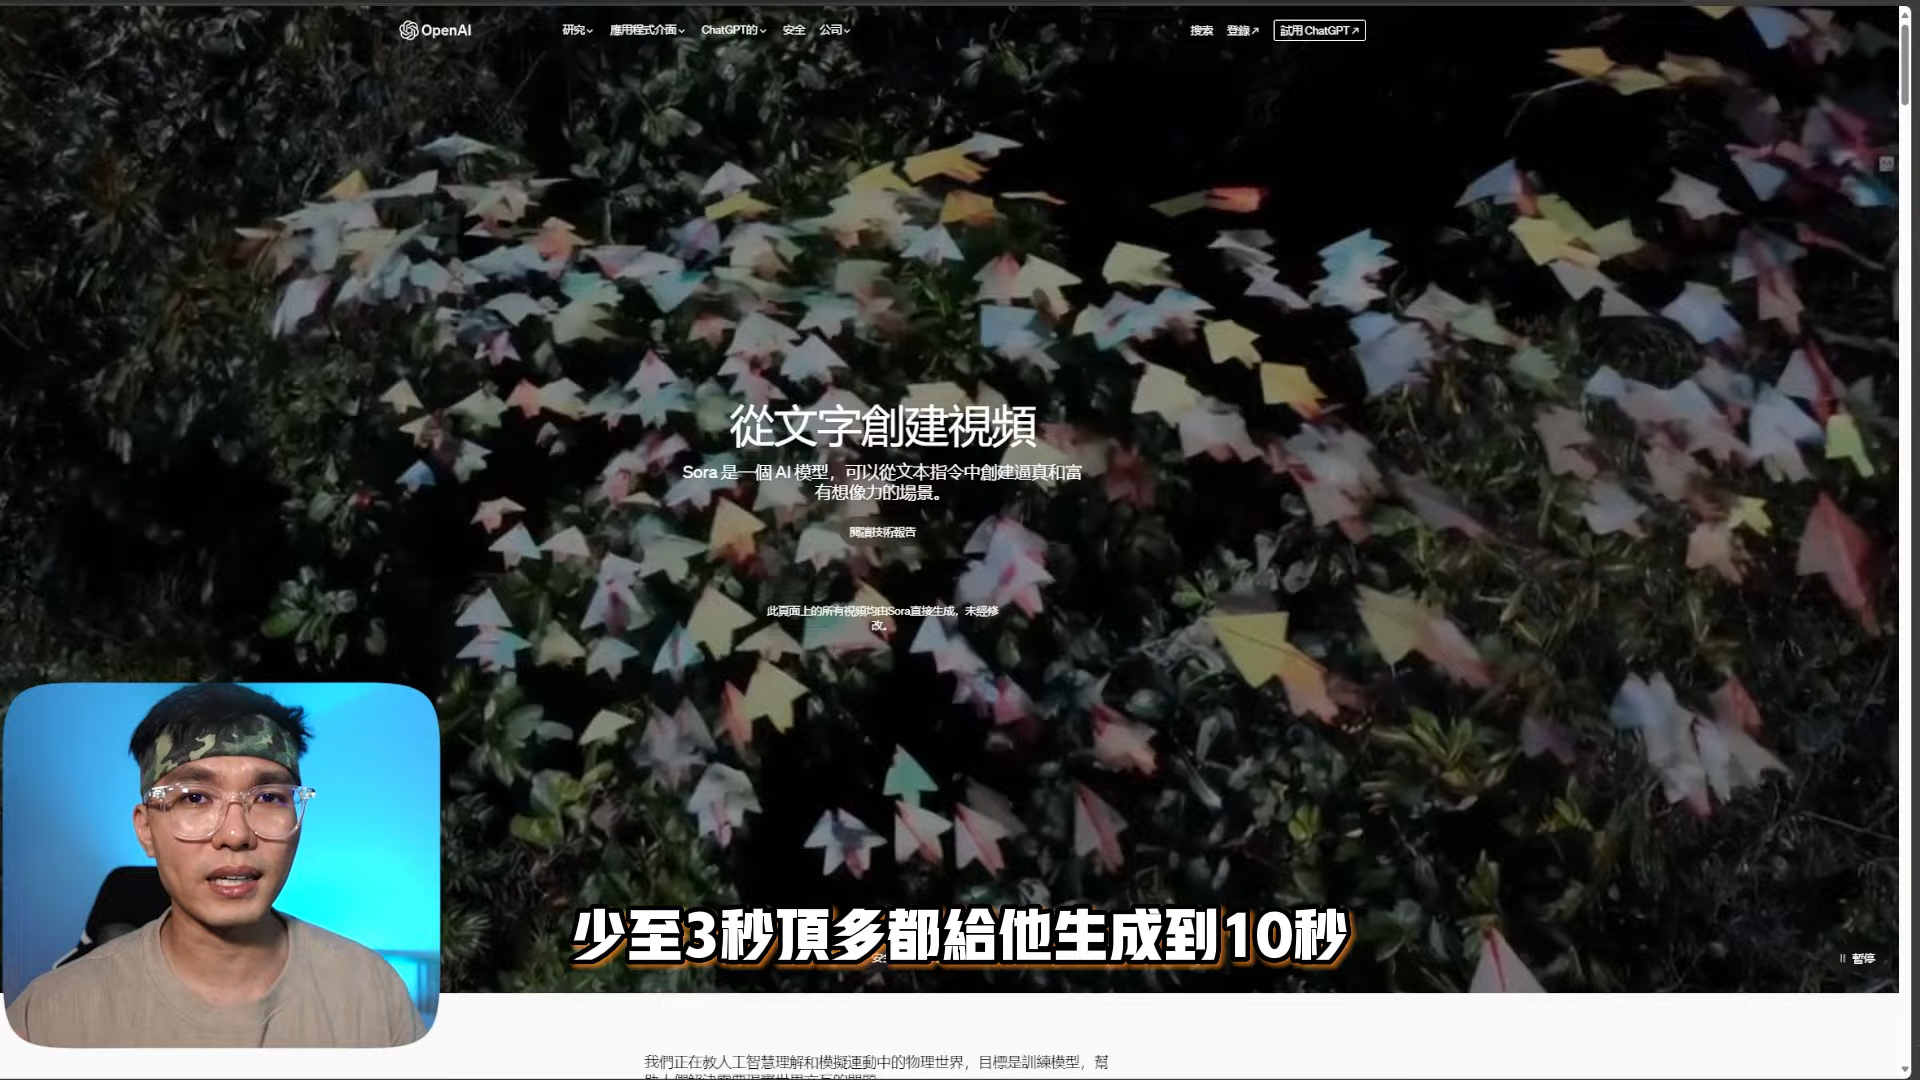 OpenAI
研究
應用程式介面
ChatGPT的
安全
公司
搜索
登錄↗
試用 ChatGPT↗
從文字創建視頻
Sora 是一個 AI 模型，可以從文本指令中創建逼真和富
有想像力的場景。
閱讀技術報告
此頁面上的所有視頻均由Sora直接生成，未經修
改。
少至3秒頂多都給他生成到10秒
暫停
我們正在教人工智慧理解和模擬運動中的物理世界，目標是訓練模型，幫